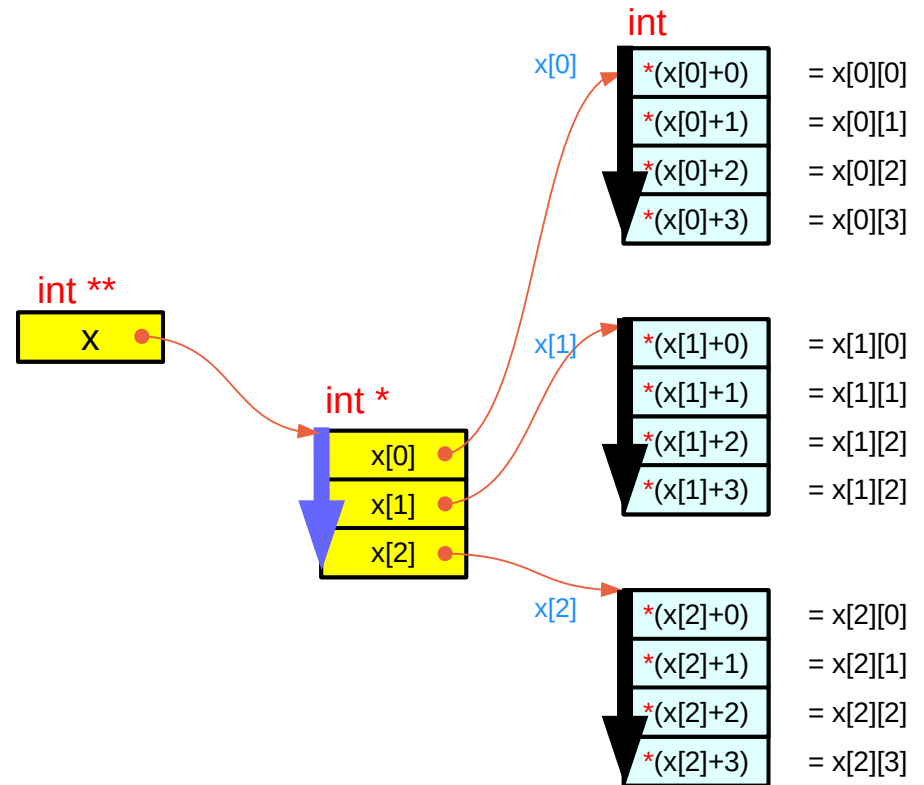 int
x[0]
*(x[0]+0) = x[0][0]
*(x[0]+1) = x[0][1]
*(x[0]+2) = x[0][2]
*(x[0]+3) = x[0][3]
int **
x
x[1]
*(x[1]+0) = x[1][0]
*(x[1]+1) = x[1][1]
*(x[1]+2) = x[1][2]
*(x[1]+3) = x[1][2]
int *
x[0]
x[1]
x[2]
x[2]
*(x[2]+0) = x[2][0]
*(x[2]+1) = x[2][1]
*(x[2]+2) = x[2][2]
*(x[2]+3) = x[2][3]